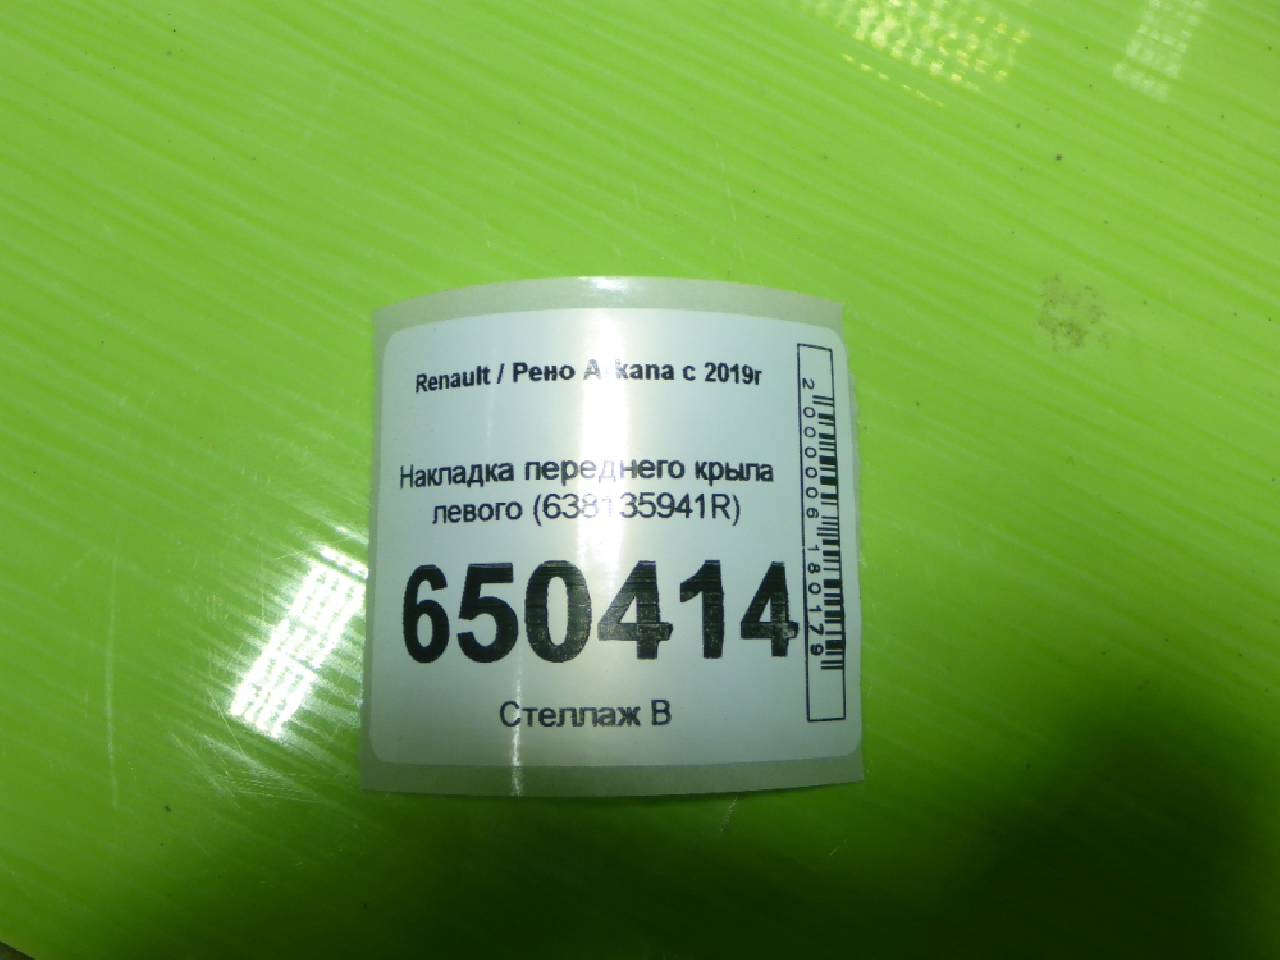 Renault / Рено Arkana с 2019г
Накладка переднего крыла
левого (638135941R)
650414
Стеллаж В
2000006180179